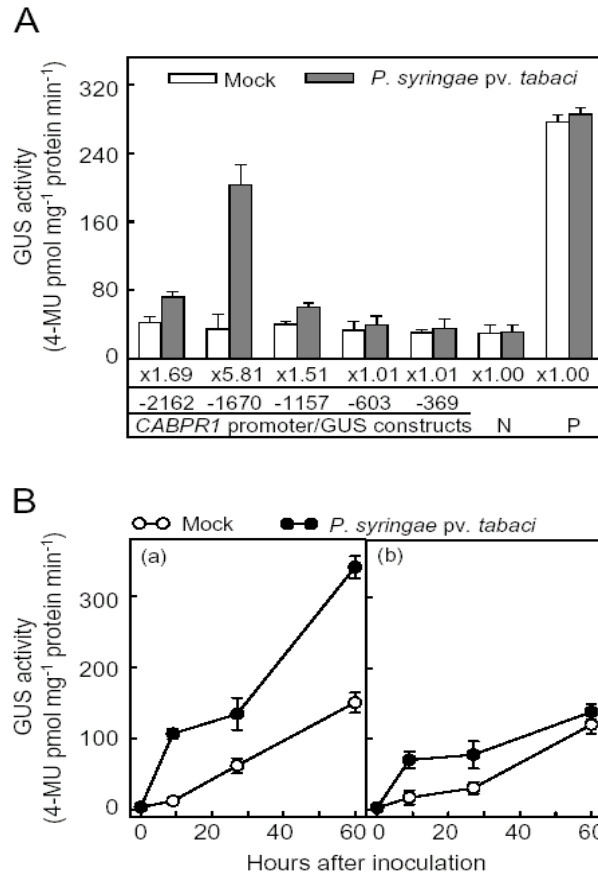 A
Mock P. syringae pv. tabaci
GUS activity
(4-MU pmol mg⁻¹ protein min⁻¹)
320
240
160
80
0
x1.69 x5.81 x1.51 x1.01 x1.01 x1.00 x1.00
-2162 -1670 -1157 -603 -369
CABPR1 promoter/GUS constructs N P
B
Mock P. syringae pv. tabaci
(a) (b)
GUS activity
(4-MU pmol mg⁻¹ protein min⁻¹)
300
200
100
0
0 20 40 60 0 20 40 60
Hours after inoculation